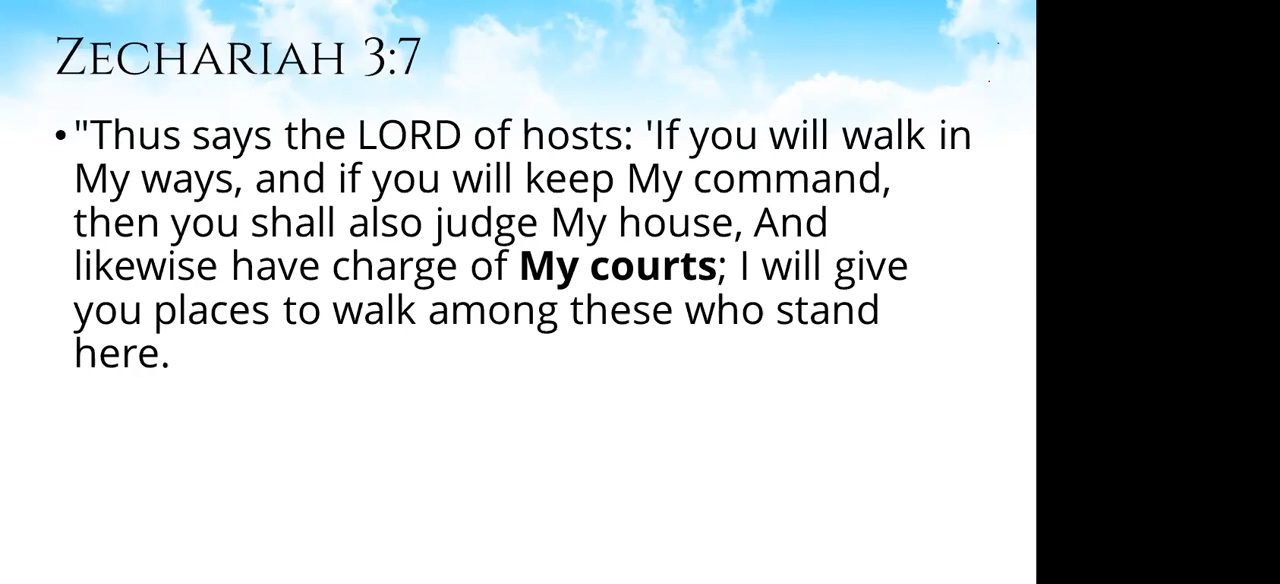 Zechariah 3:7
• "Thus says the LORD of hosts: 'If you will walk in
My ways, and if you will keep My command,
then you shall also judge My house, And
likewise have charge of My courts; I will give
you places to walk among these who stand
here.